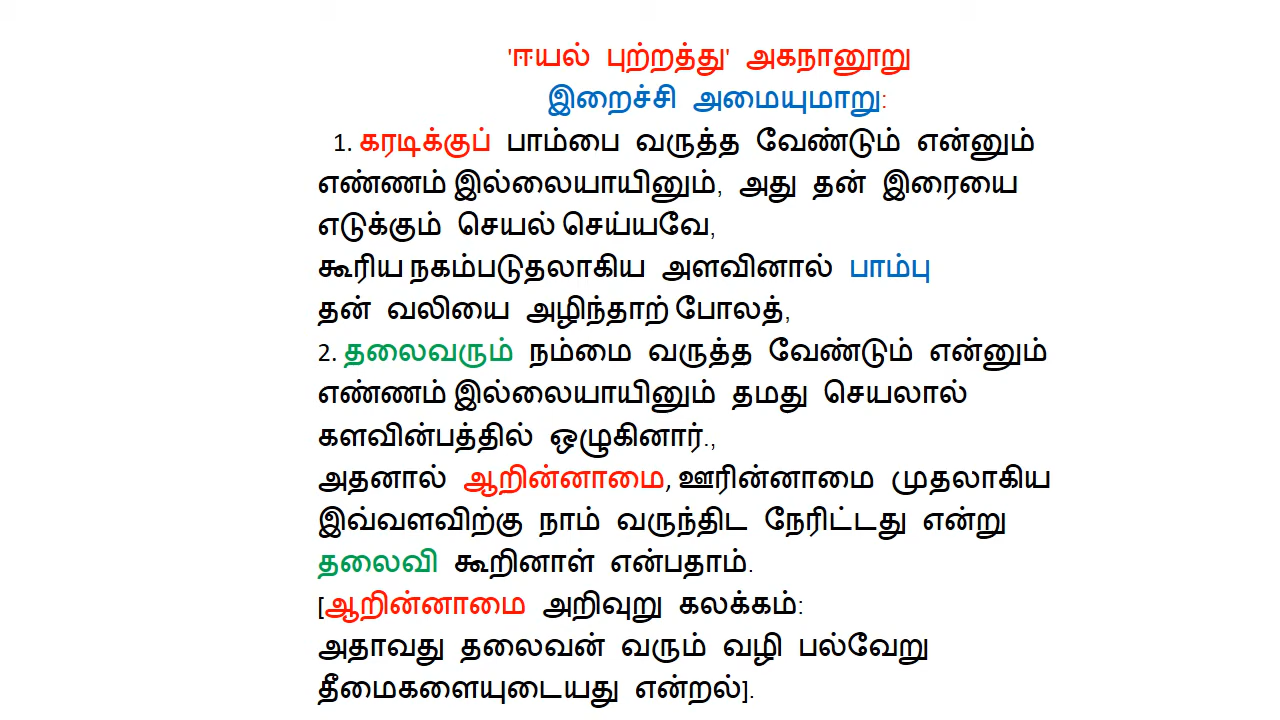 'ஈயல் புற்றத்து' அகநானூறு
இறைச்சி அமையுமாறு:
1. கரடிக்குப் பாம்பை வருத்த வேண்டும் என்னும்
எண்ணம் இல்லையாயினும், அது தன் இரையை
எடுக்கும் செயல் செய்யவே,
கூரிய நகம்படுதலாகிய அளவினால் பாம்பு
தன் வலியை அழிந்தாற் போலத்,
2. தலைவரும் நம்மை வருத்த வேண்டும் என்னும்
எண்ணம் இல்லையாயினும் தமது செயலால்
களவின்பத்தில் ஒழுகினார்.,
அதனால் ஆறின்னாமை, ஊரின்னாமை முதலாகிய
இவ்வளவிற்கு நாம் வருந்திட நேரிட்டது என்று
தலைவி கூறினாள் என்பதாம்.
[ஆறின்னாமை அறிவுறு கலக்கம்:
அதாவது தலைவன் வரும் வழி பல்வேறு
தீமைகளையுடையது என்றல்].